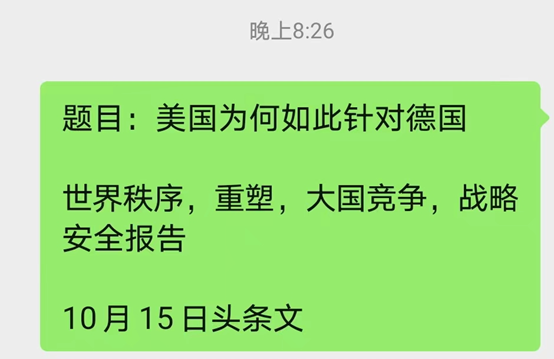 晚上8:26
题目：美国为何如此针对德国
世界秩序，重塑，大国竞争，战略
安全报告
10月15日头条文